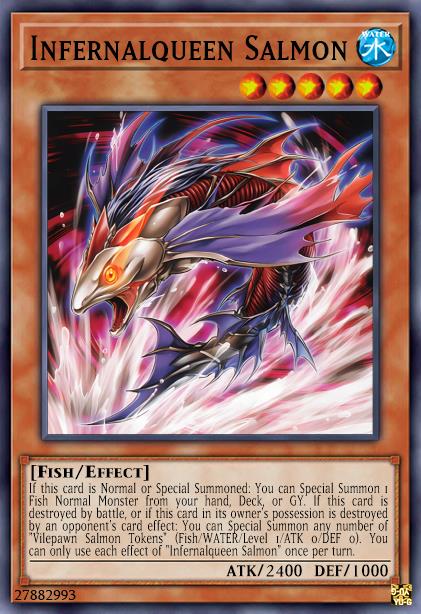 Infernalqueen Salmon
WATER
水
[Fish/Effect]
If this card is Normal or Special Summoned: You can Special Summon 1
Fish Normal Monster from your hand, Deck, or GY. If this card is
destroyed by battle, or if this card in its owner's possession is destroyed
by an opponent's card effect: You can Special Summon any number of
"Vilepawn Salmon Tokens" (Fish/WATER/Level 1/ATK 0/DEF 0). You
can only use each effect of "Infernalqueen Salmon" once per turn.
ATK/2400 DEF/1000
27882993